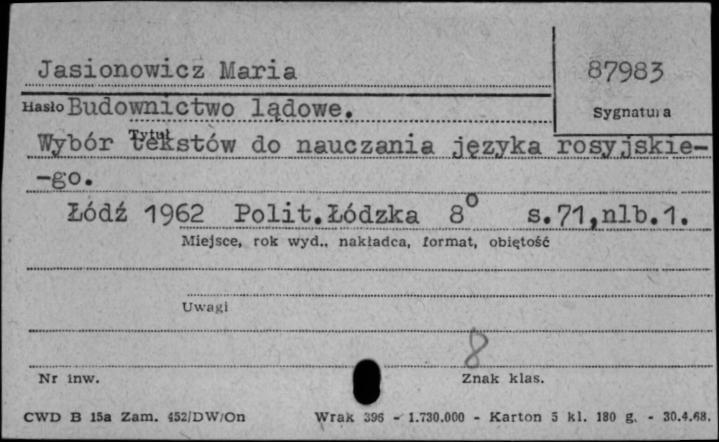 Jasionowicz Maria
87983
Hasło Budownictwo lądowe.
Sygnatura
Tytuł
Wybór tekstów do nauczania języka rosyjskie-
-go.
Łódź 1962 Polit.Łódzka 8° s.71,nlb.1.
Miejsce, rok wyd., nakładca, format, objętość
Uwagi
8
Nr inw.
Znak klas.
CWD B 15a Zam. 452/DW/On Wrak 396 - 1.730.000 - Karton 5 kl. 180 g. - 30.4.68.